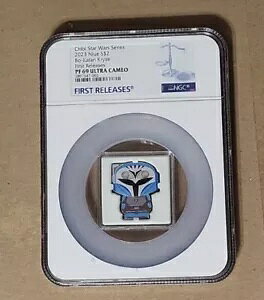 Chibi Star Wars Series
2023 Niue $2
Bo-Katan Kryze
First Releases
PF 69 ULTRA CAMEO
FIRST RELEASES
NGC